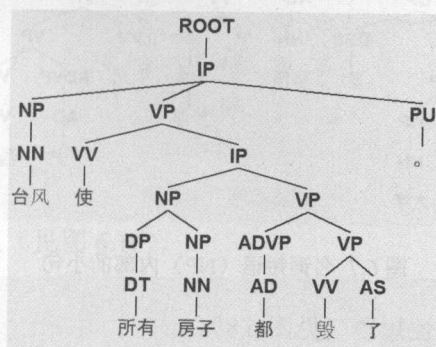 ROOT
IP
NP VP PU
NN VV IP 。
台风 使 NP VP
DP NP ADVP VP
DT NN AD VV AS
所有 房子 都 毁 了